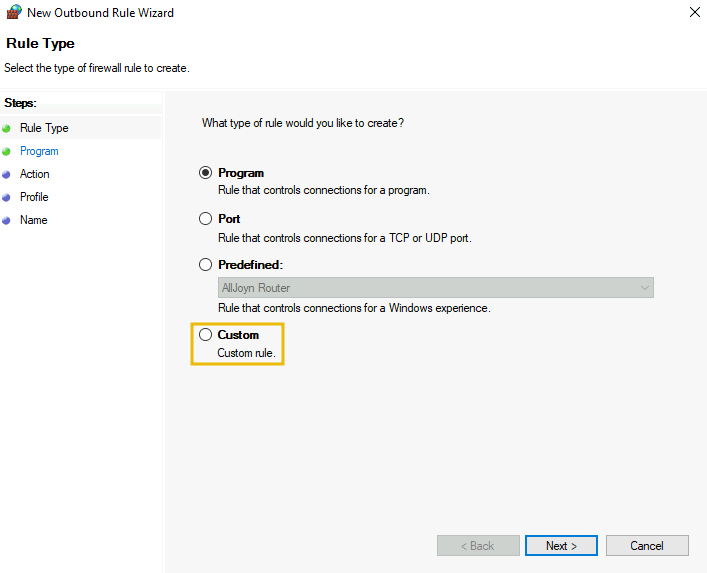 New Outbound Rule Wizard
Rule Type
Select the type of firewall rule to create.
Steps:
Rule Type
Program
Action
Profile
Name
What type of rule would you like to create?
Program
Rule that controls connections for a program.
Port
Rule that controls connections for a TCP or UDP port.
Predefined:
AllJoyn Router
Rule that controls connections for a Windows experience.
Custom
Custom rule.
< Back
Next >
Cancel